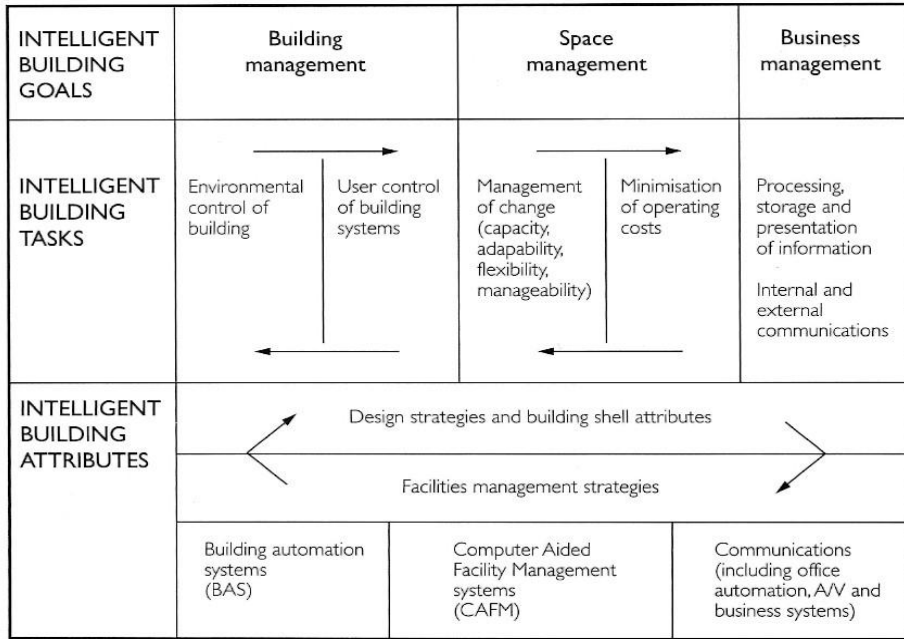 INTELLIGENT
BUILDING
GOALS
Building
management
Space
management
Business
management
INTELLIGENT
BUILDING
TASKS
Environmental
control of
building
User control
of building
systems
Management
of change
(capacity,
adapability,
flexibility,
manageability)
Minimisation
of operating
costs
Processing,
storage and
presentation
of information
Internal and
external
communications
INTELLIGENT
BUILDING
ATTRIBUTES
Design strategies and building shell attributes
Facilities management strategies
Building automation
systems
(BAS)
Computer Aided
Facility Management
systems
(CAFM)
Communications
(including office
automation, A/V and
business systems)